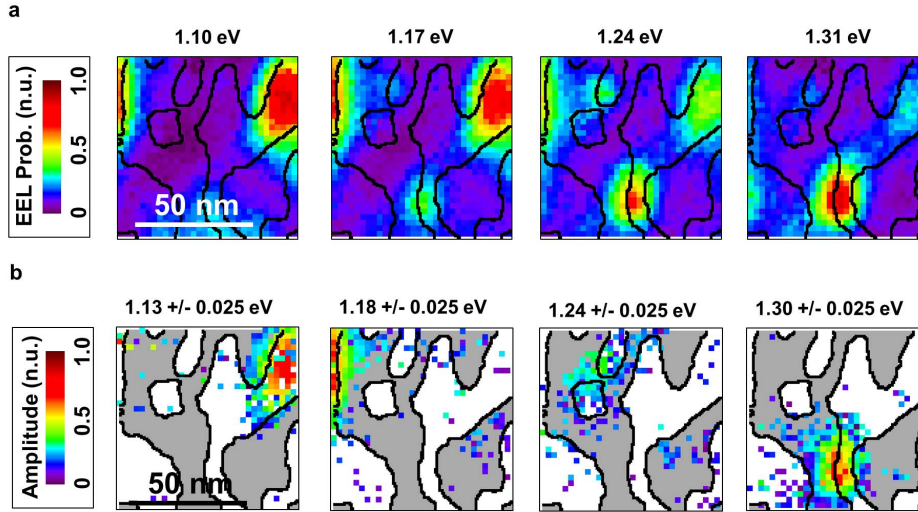 a
1.10 eV
1.17 eV
1.24 eV
1.31 eV
EEL Prob. (n.u.)
1.0
0.5
0
50 nm
b
1.13 +/- 0.025 eV
1.18 +/- 0.025 eV
1.24 +/- 0.025 eV
1.30 +/- 0.025 eV
Amplitude (n.u.)
1.0
0.5
0
50 nm